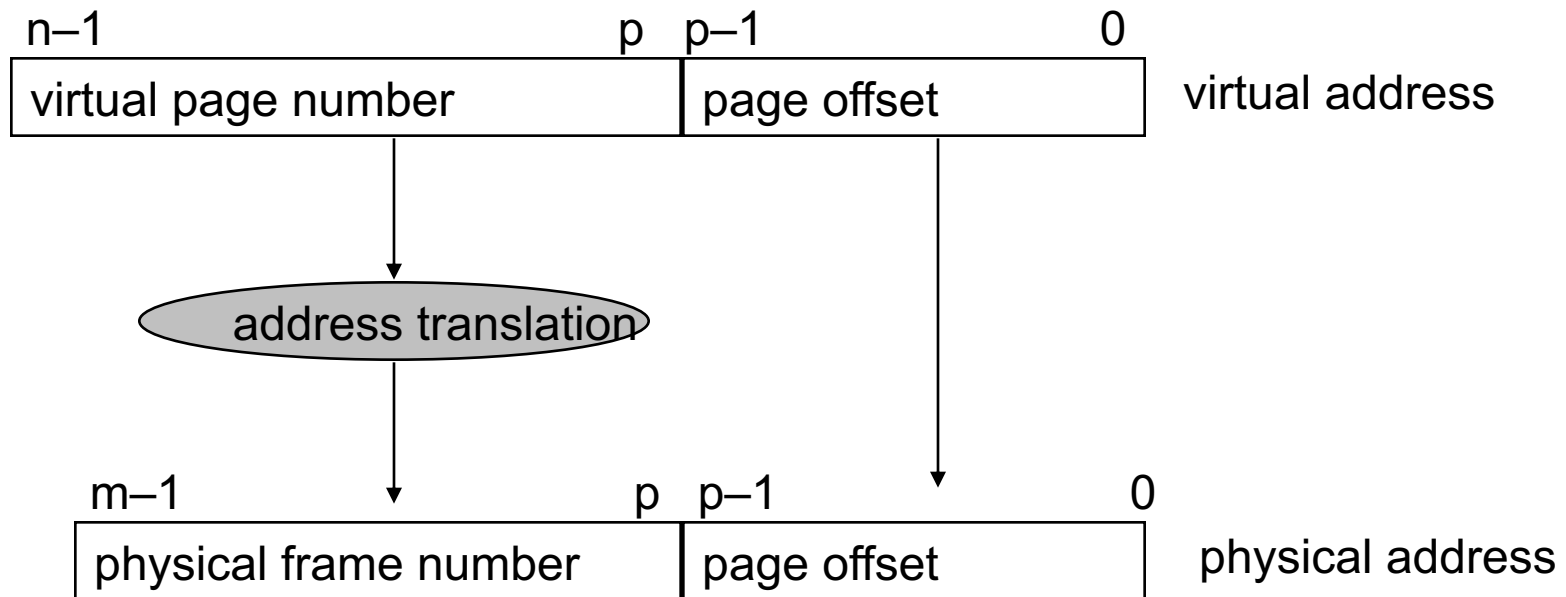 n–1 p p–1 0
virtual page number page offset virtual address
address translation
m–1 p p–1 0
physical frame number page offset physical address